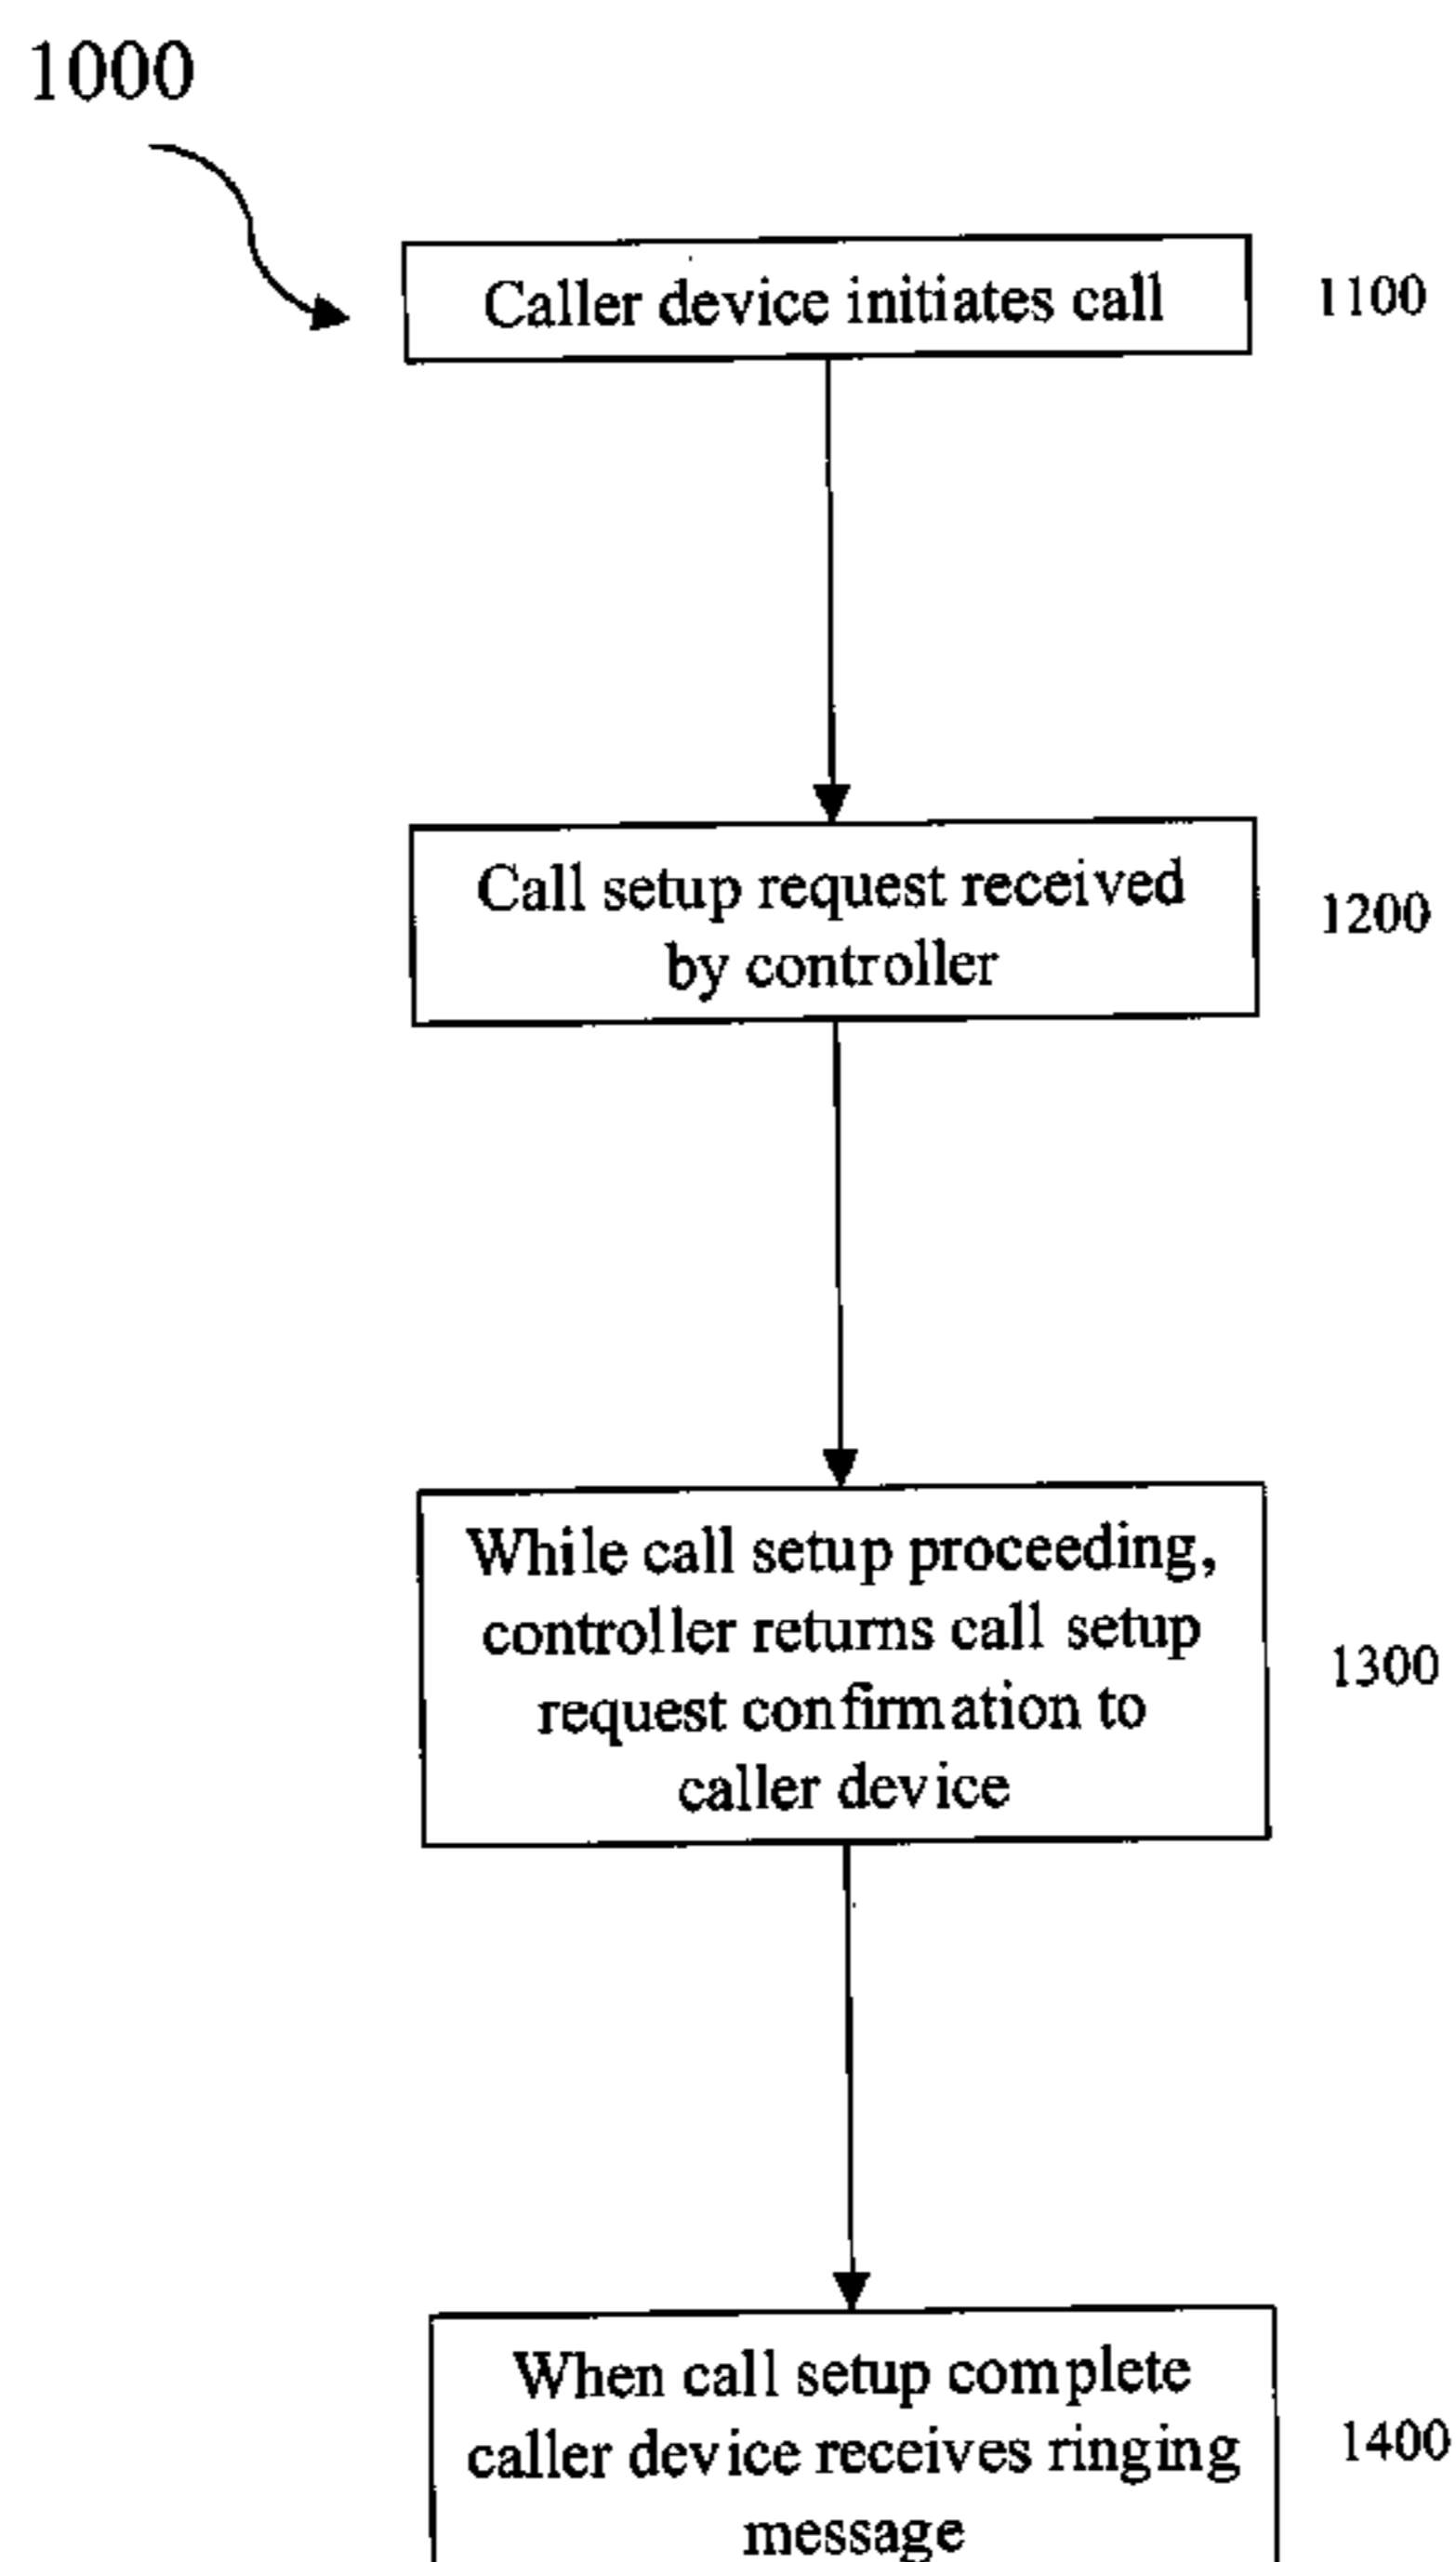 1000
Caller device initiates call
1100
Call setup request received
by controller
1200
While call setup proceeding,
controller returns call setup
request confirmation to
caller device
1300
When call setup complete
caller device receives ringing
message
1400